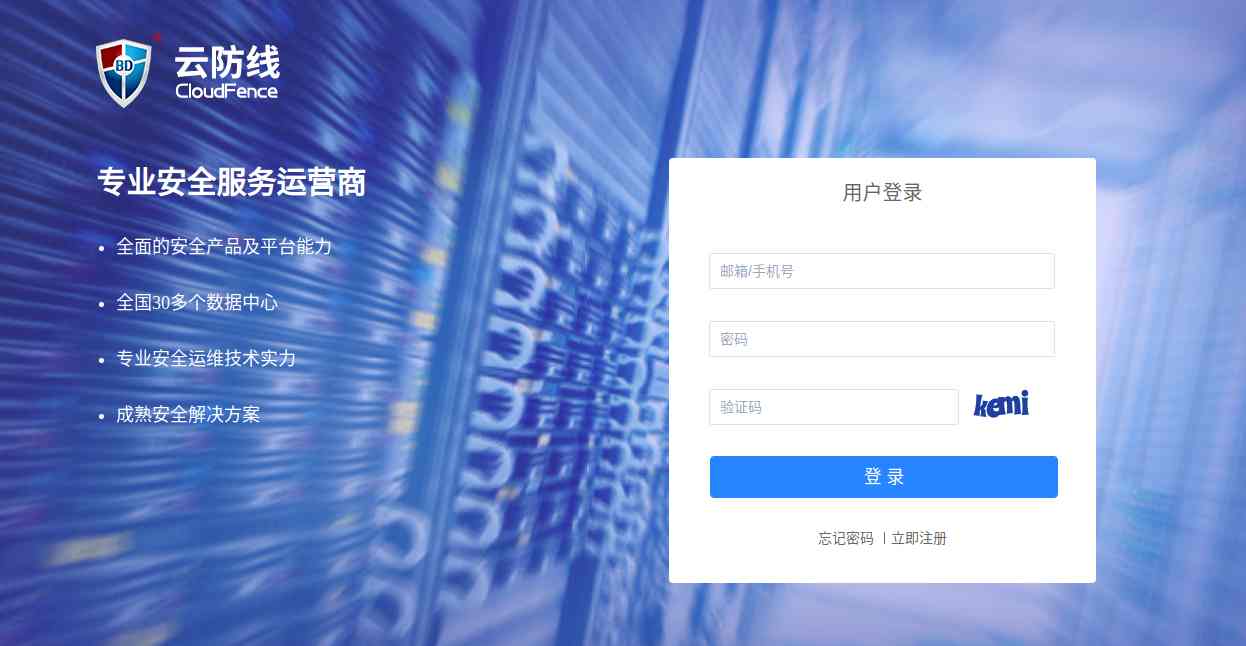 BD
云防线
CloudFence
专业安全服务运营商
全面的安全产品及平台能力
全国30多个数据中心
专业安全运维技术实力
成熟安全解决方案
用户登录
邮箱/手机号
密码
验证码
kemi
登 录
忘记密码 | 立即注册